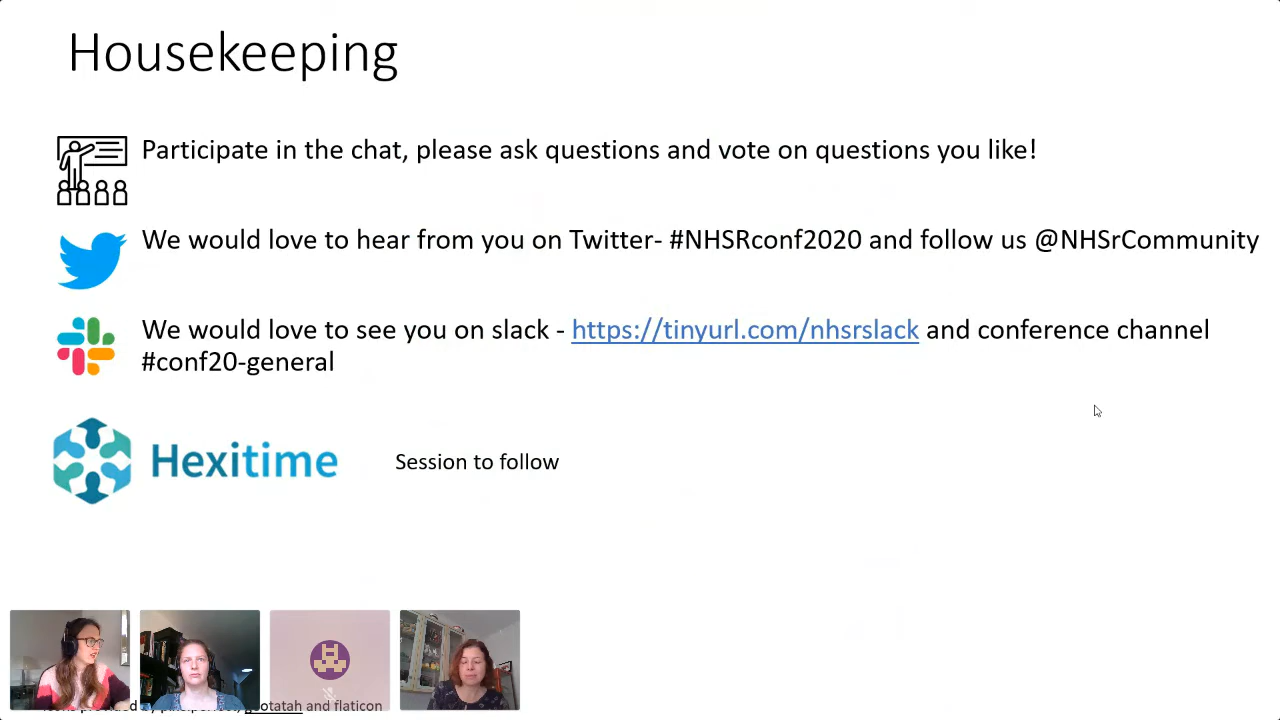 Housekeeping
Participate in the chat, please ask questions and vote on questions you like!
We would love to hear from you on Twitter- #NHSRconf2020 and follow us @NHSrCommunity
We would love to see you on slack - https://tinyurl.com/nhsrslack and conference channel
#conf20-general
Hexitime
Session to follow
and flaticon